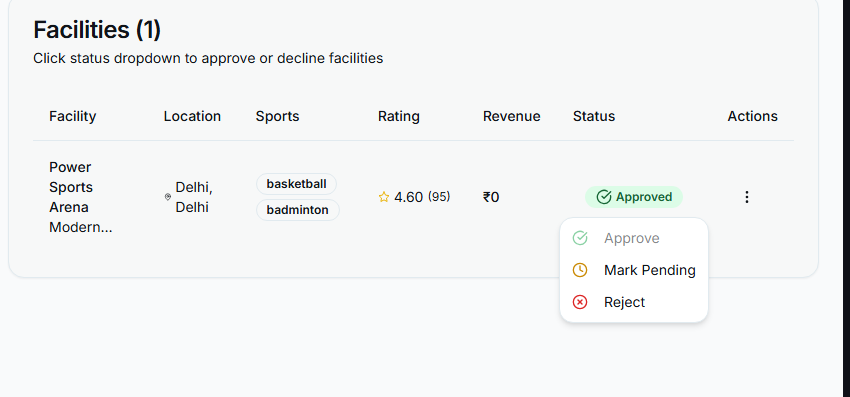 Facilities (1)
Click status dropdown to approve or decline facilities
Facility Location Sports Rating Revenue Status Actions
Power
Sports
Arena
Modern...
Delhi,
Delhi
basketball
badminton
4.60 (95)
₹0
Approved
Approve
Mark Pending
Reject